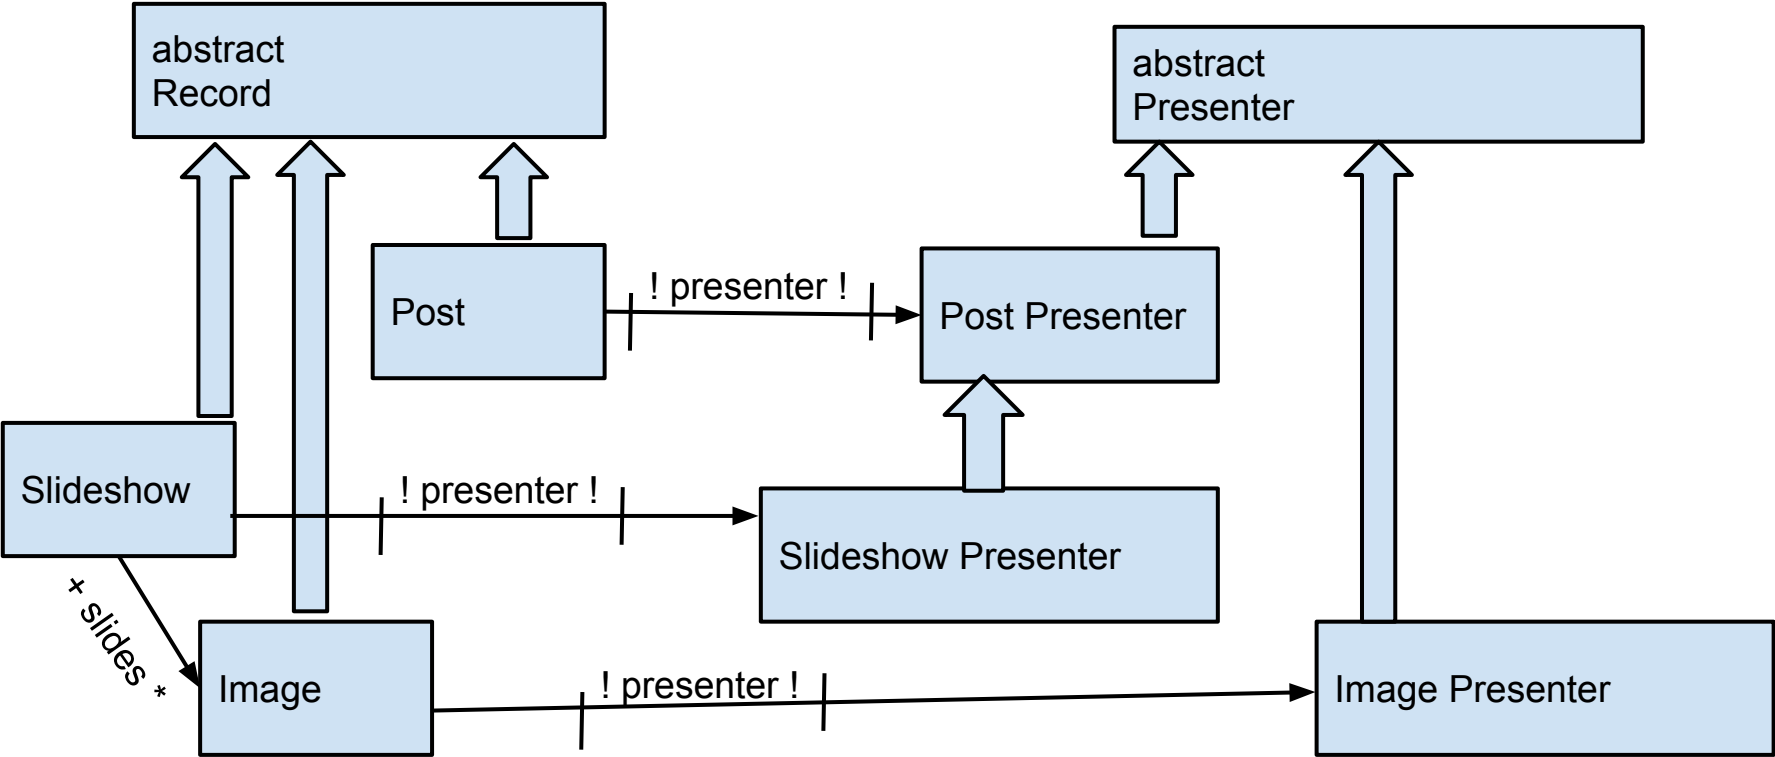 abstract
Record
abstract
Presenter
Post
! presenter !
Post Presenter
Slideshow
! presenter !
Slideshow Presenter
+ slides *
Image
! presenter !
Image Presenter